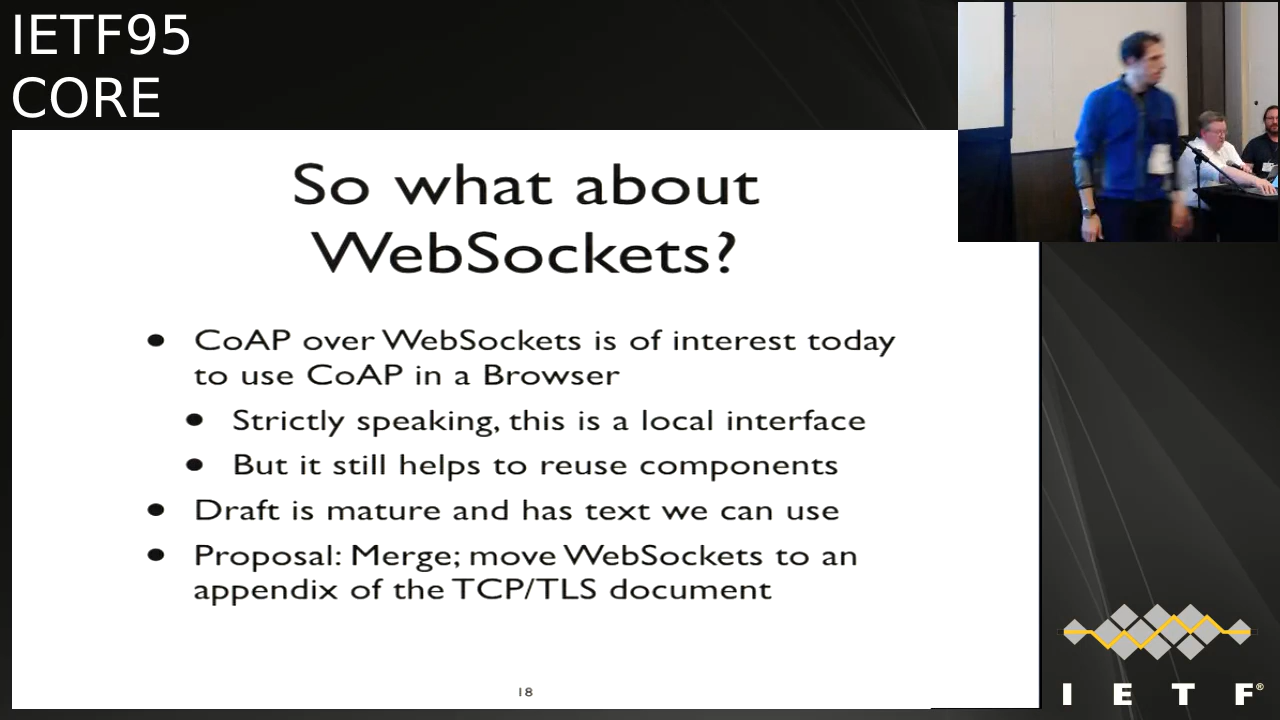 IETF95
CORE
So what about
WebSockets?
• CoAP over WebSockets is of interest today
to use CoAP in a Browser
• Strictly speaking, this is a local interface
• But it still helps to reuse components
• Draft is mature and has text we can use
• Proposal: Merge; move WebSockets to an
appendix of the TCP/TLS document
18
I E T F®